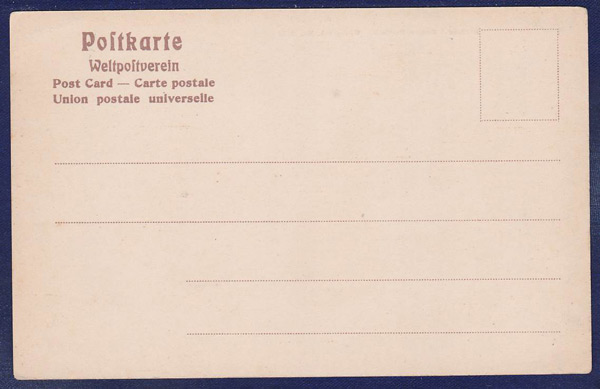 Poſtkarte
Weltpoſtverein
Post Card — Carte postale
Union postale universelle